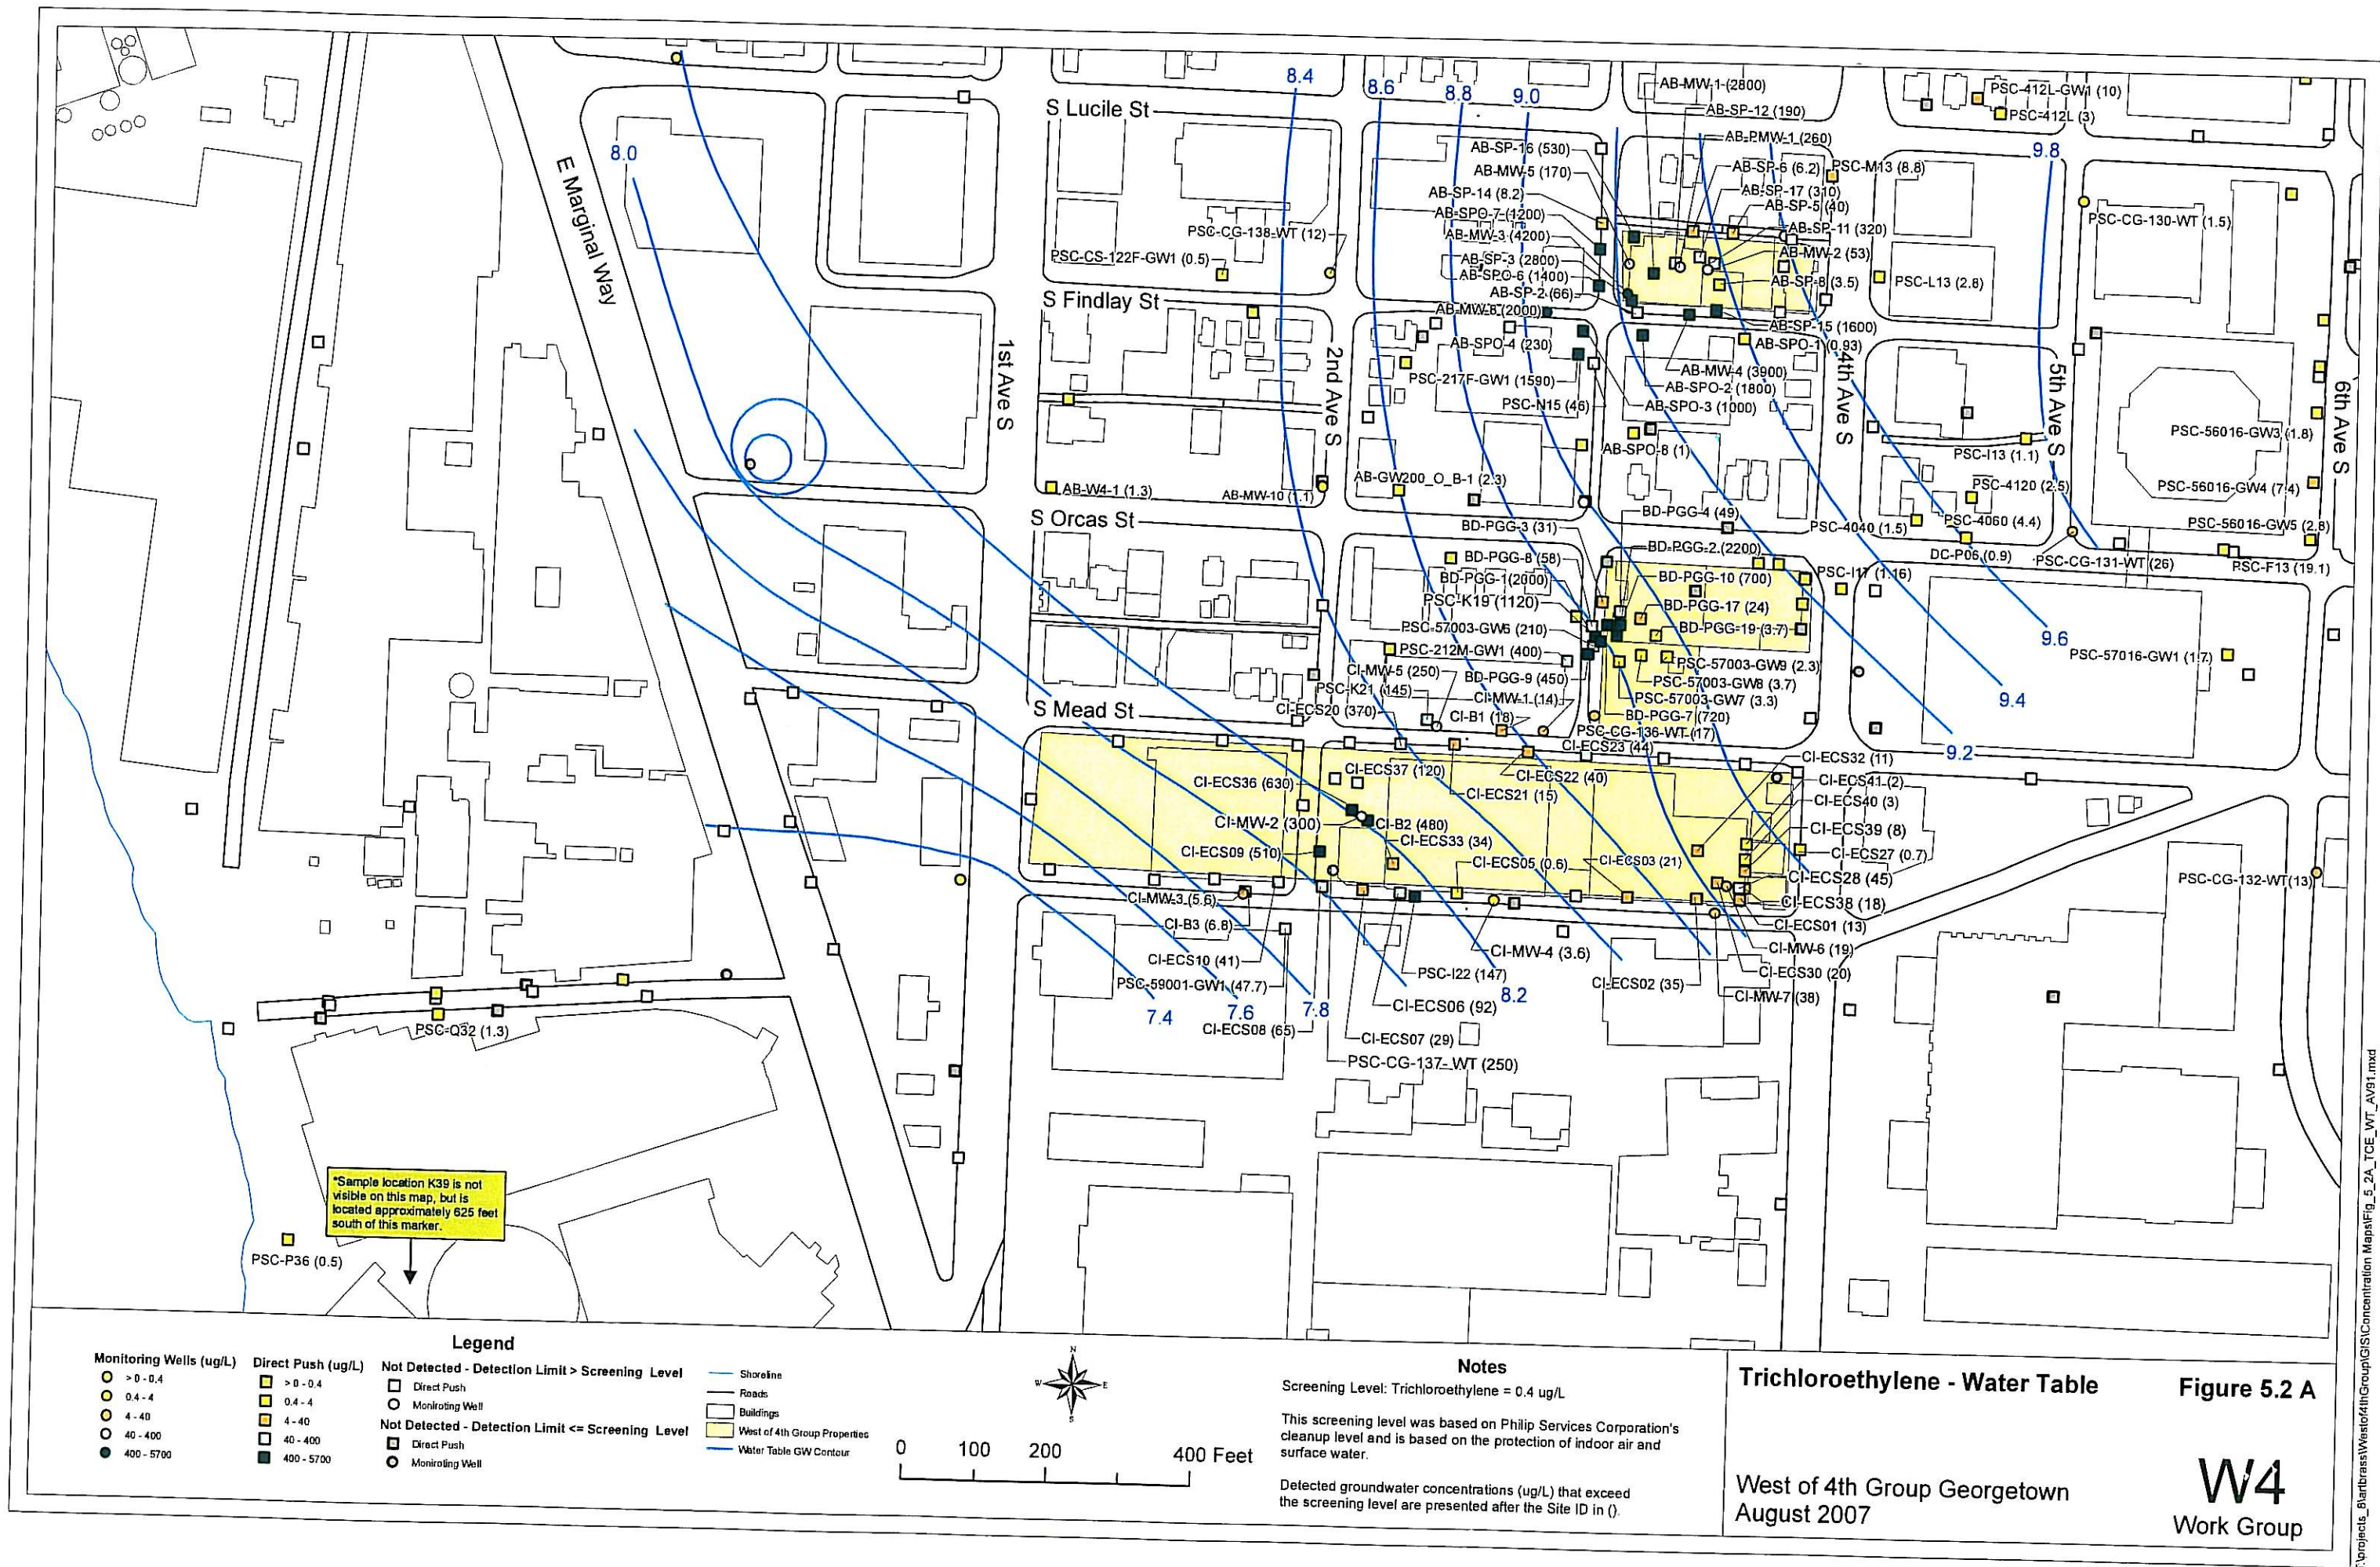 AB-MW-1 (2800)
AB-SP-12 (190)
AB-PMW-1 (260)
AB-SP-16 (530)
AB-MW-5 (170)
AB-SP-6 (6.2)
PSC-M13 (8.8)
AB-SP-14 (8.2)
AB-SP-17 (310)
AB-SP-5 (40)
AB-SPO-7 (1200)
AB-MW-3 (4200)
AB-SP-11 (320)
AB-MW-2 (53)
AB-SP-3 (2800)
AB-SPO-6 (1400)
AB-SP-8 (3.5)
AB-SP-2 (66)
AB-MW-8 (2000)
AB-SP-15 (1600)
AB-SPO-4 (230)
AB-SPO-1 (0.93)
AB-MW-4 (3900)
AB-SPO-2 (1800)
AB-SPO-3 (1000)
PSC-217F-GW1 (1590)
PSC-N15 (46)
AB-SPO-8 (1)
PSC-412L-GW1 (10)
PSC-412L (3)
PSC-CG-130-WT (1.5)
PSC-L13 (2.8)
PSC-CG-138-WT (12)
PSC-CS-122F-GW1 (0.5)
8.0
8.4
8.6
8.8
9.0
9.8
S Lucile St
S Findlay St
S Orcas St
S Mead St
E Marginal Way
1st Ave S
2nd Ave S
4th Ave S
5th Ave S
6th Ave S
AB-W4-1 (1.3)
AB-MW-10 (1.1)
AB-GW200_O_B-1 (2.3)
PSC-56016-GW3 (1.8)
PSC-I13 (1.1)
PSC-4120 (2.5)
PSC-56016-GW4 (7.4)
PSC-4040 (1.5)
PSC-4060 (4.4)
PSC-56016-GW5 (2.8)
DC-P06 (0.9)
PSC-CG-131-WT (26)
PSC-F13 (19.1)
BD-PGG-4 (49)
BD-PGG-3 (31)
BD-PGG-2 (2200)
BD-PGG-8 (58)
BD-PGG-1 (2000)
BD-PGG-10 (700)
PSC-I17 (1.16)
PSC-K19 (1120)
BD-PGG-17 (24)
PSC-57003-GW6 (210)
BD-PGG-19 (3.7)
PSC-212M-GW1 (400)
PSC-57003-GW9 (2.3)
CI-MW-5 (250)
BD-PGG-9 (450)
PSC-57003-GW8 (3.7)
PSC-K21 (145)
CI-MW-1 (14)
PSC-57003-GW7 (3.3)
CI-ECS20 (370)
CI-B1 (18)
BD-PGG-7 (720)
PSC-CG-136-WT (17)
CI-ECS23 (44)
PSC-57016-GW1 (1.7)
9.6
9.4
9.2
CI-ECS32 (11)
CI-ECS37 (120)
CI-ECS22 (40)
CI-ECS41 (2)
CI-ECS36 (630)
CI-ECS21 (15)
CI-ECS40 (3)
CI-MW-2 (300)
CI-B2 (480)
CI-ECS39 (8)
CI-ECS33 (34)
CI-ECS09 (510)
CI-ECS05 (0.6)
CI-ECS03 (21)
CI-ECS27 (0.7)
CI-ECS28 (45)
PSC-CG-132-WT (13)
CI-MW-3 (5.6)
CI-ECS38 (18)
CI-B3 (6.8)
CI-ECS01 (13)
CI-ECS10 (41)
CI-MW-4 (3.6)
CI-MW-6 (19)
PSC-59001-GW1 (47.7)
PSC-I22 (147)
CI-ECS02 (35)
CI-ECS30 (20)
CI-ECS06 (92)
CI-MW-7 (38)
CI-ECS08 (65)
CI-ECS07 (29)
PSC-CG-137-WT (250)
7.4
7.6
7.8
8.2
PSC-Q32 (1.3)
PSC-P36 (0.5)
*Sample location K39 is not
visible on this map, but is
located approximately 625 feet
south of this marker.
Legend
Monitoring Wells (ug/L)
> 0 - 0.4
0.4 - 4
4 - 40
40 - 400
400 - 5700
Direct Push (ug/L)
> 0 - 0.4
0.4 - 4
4 - 40
40 - 400
400 - 5700
Not Detected - Detection Limit > Screening Level
Direct Push
Moniroting Well
Not Detected - Detection Limit <= Screening Level
Direct Push
Moniroting Well
Shoreline
Roads
Buildings
West of 4th Group Properties
Water Table GW Contour
N
W E
S
0 100 200 400 Feet
Notes
Screening Level: Trichloroethylene = 0.4 ug/L
This screening level was based on Philip Services Corporation's
cleanup level and is based on the protection of indoor air and
surface water.
Detected groundwater concentrations (ug/L) that exceed
the screening level are presented after the Site ID in ().
Trichloroethylene - Water Table
Figure 5.2 A
West of 4th Group Georgetown
August 2007
W4
Work Group
:\projects_8\artbrass\Westof4thGroup\GIS\Concentration Maps\Fig_5_2A_TCE_WT_AV91.mxd